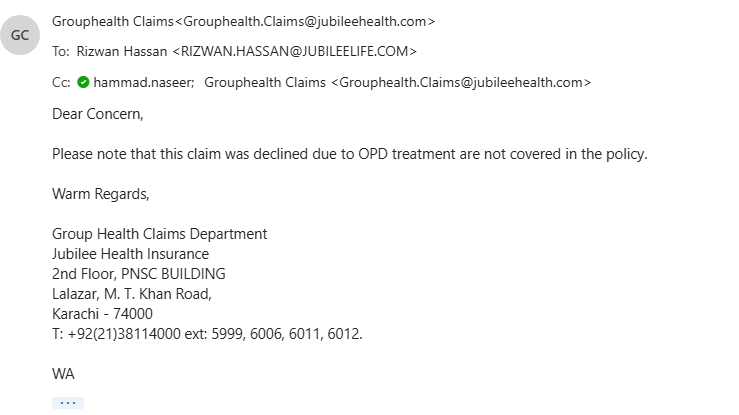 GC
Grouphealth Claims<Grouphealth.Claims@jubileehealth.com>
To: Rizwan Hassan <RIZWAN.HASSAN@JUBILEELIFE.COM>
Cc: hammad.naseer; Grouphealth Claims <Grouphealth.Claims@jubileehealth.com>
Dear Concern,
Please note that this claim was declined due to OPD treatment are not covered in the policy.
Warm Regards,
Group Health Claims Department
Jubilee Health Insurance
2nd Floor, PNSC BUILDING
Lalazar, M. T. Khan Road,
Karachi - 74000
T: +92(21)38114000 ext: 5999, 6006, 6011, 6012.
WA
...